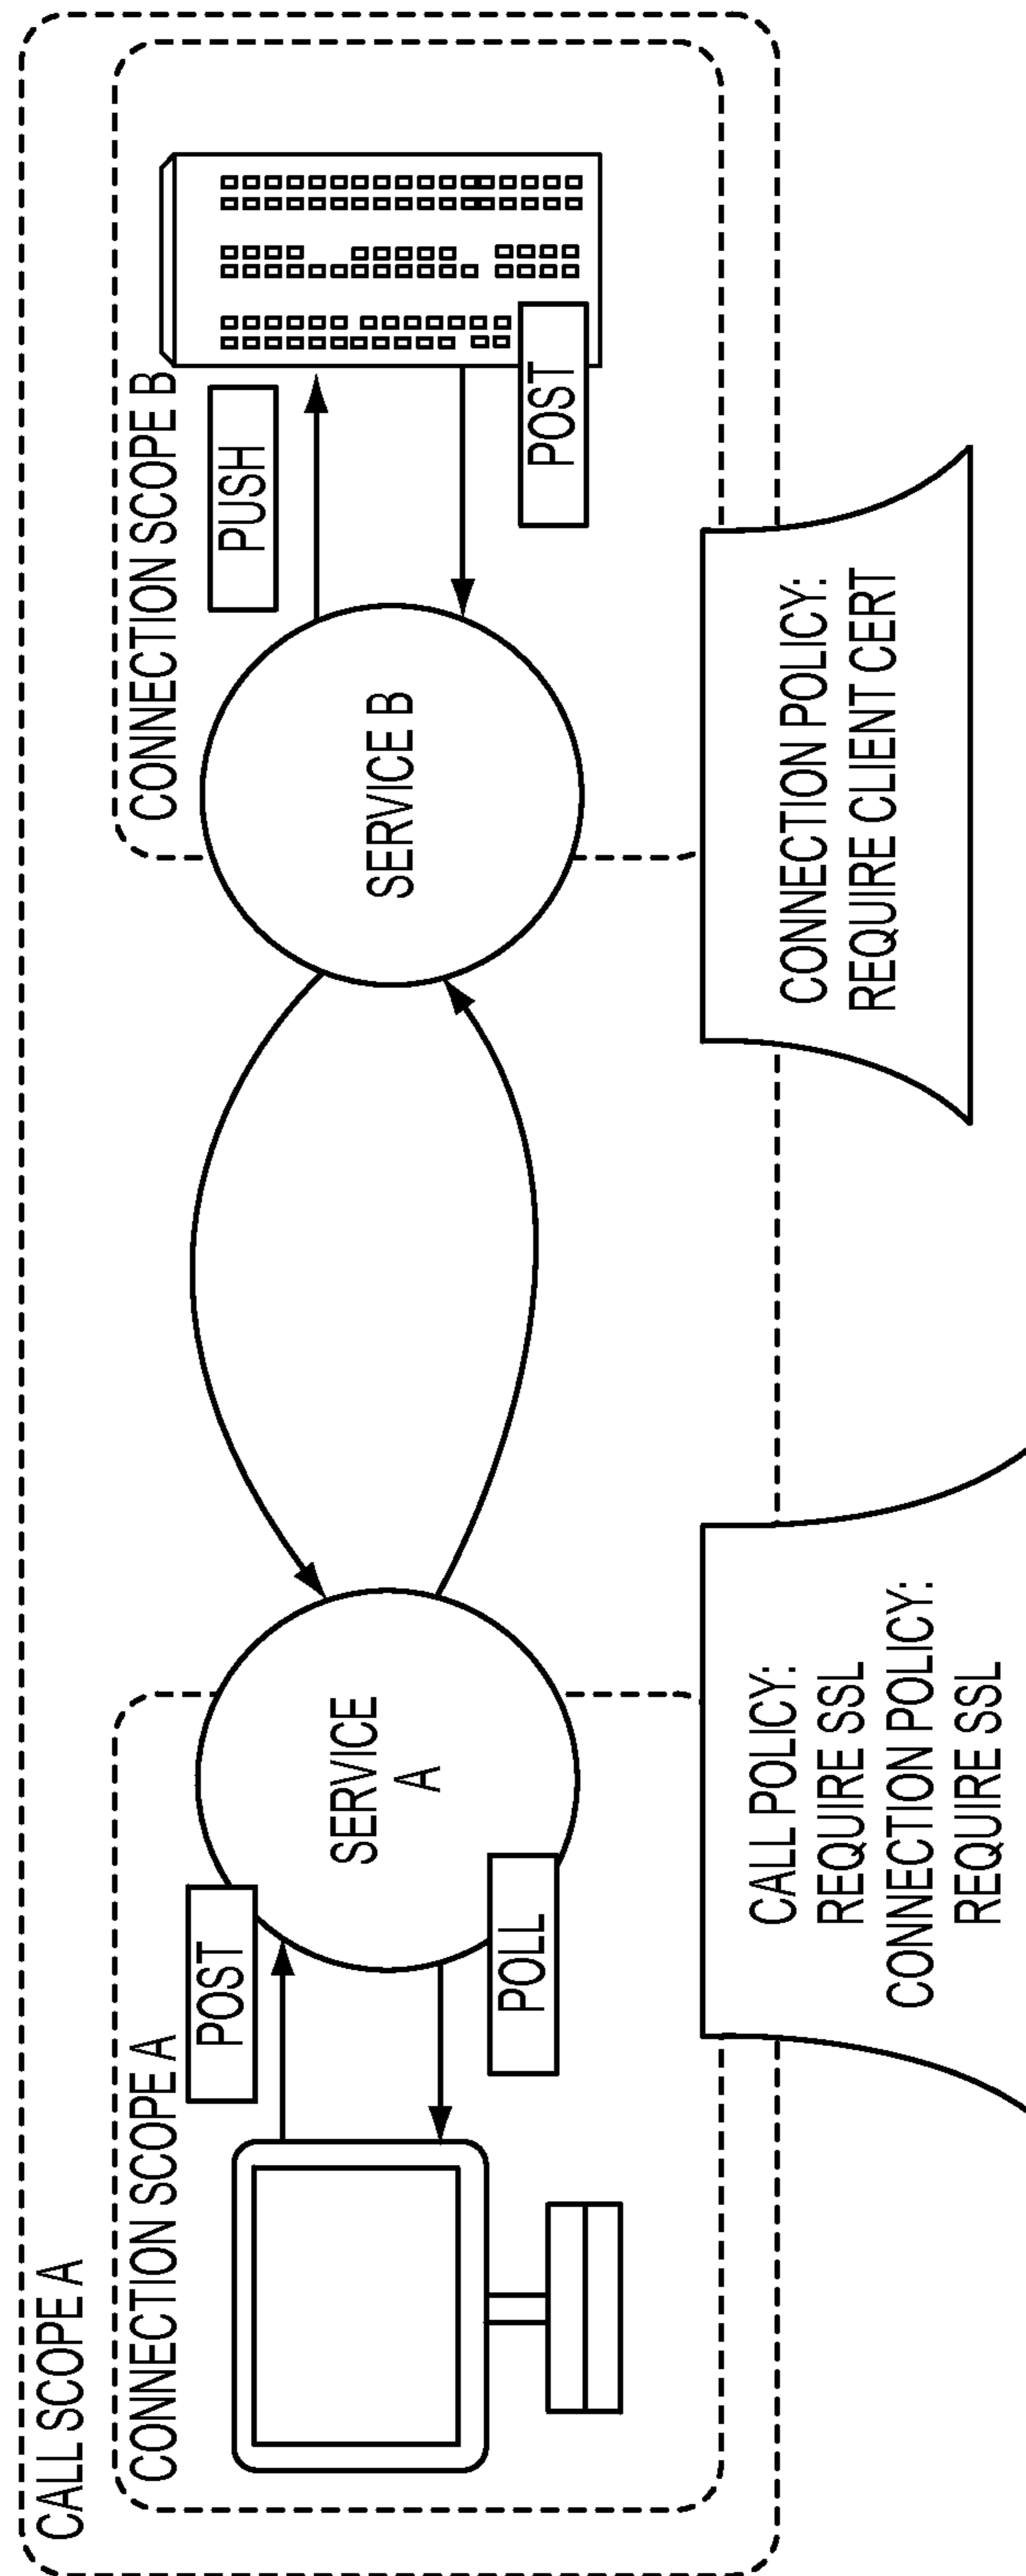 CALL SCOPE A
CONNECTION SCOPE A
CONNECTION SCOPE B
POST
PUSH
SERVICE
A
SERVICE B
POLL
POST
CALL POLICY:
REQUIRE SSL
CONNECTION POLICY:
REQUIRE SSL
CONNECTION POLICY:
REQUIRE CLIENT CERT